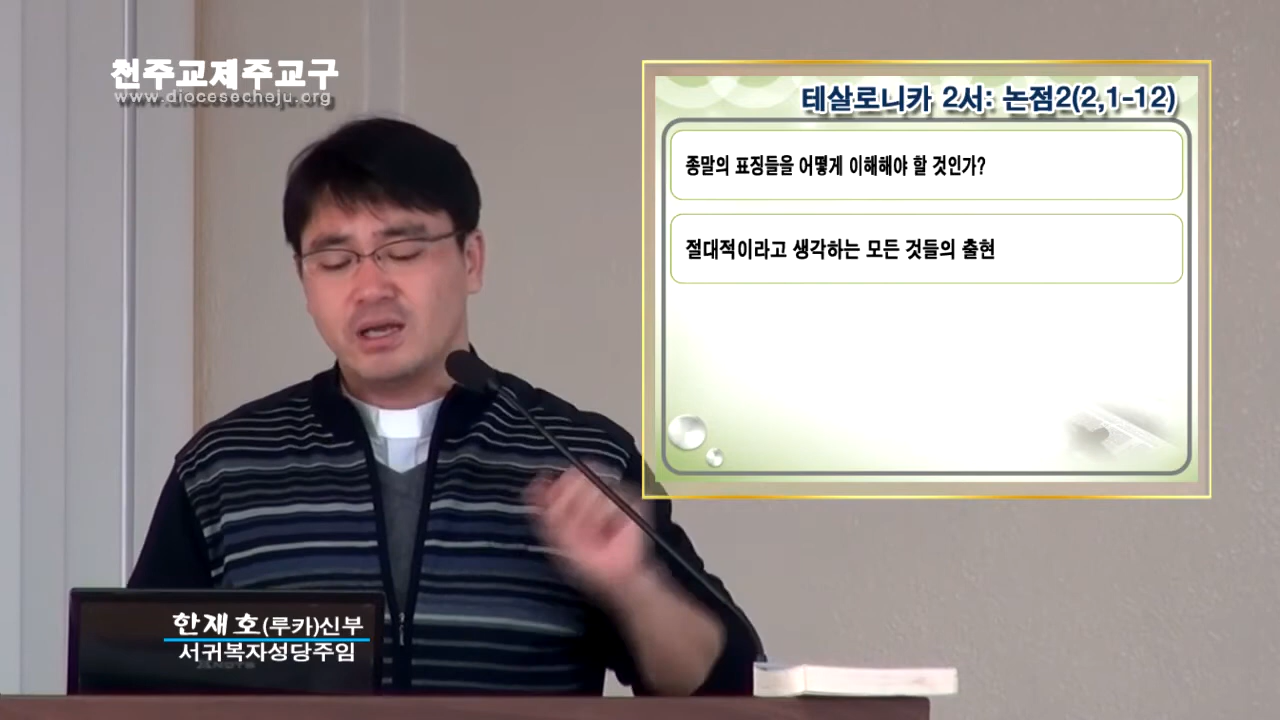 천주교제주교구
www.diocesecheju.org
테살로니카 2서: 논점2(2,1-12)
종말의 표징들을 어떻게 이해해야 할 것인가?
절대적이라고 생각하는 모든 것들의 출현
한재호(루카)신부
서귀복자성당주임